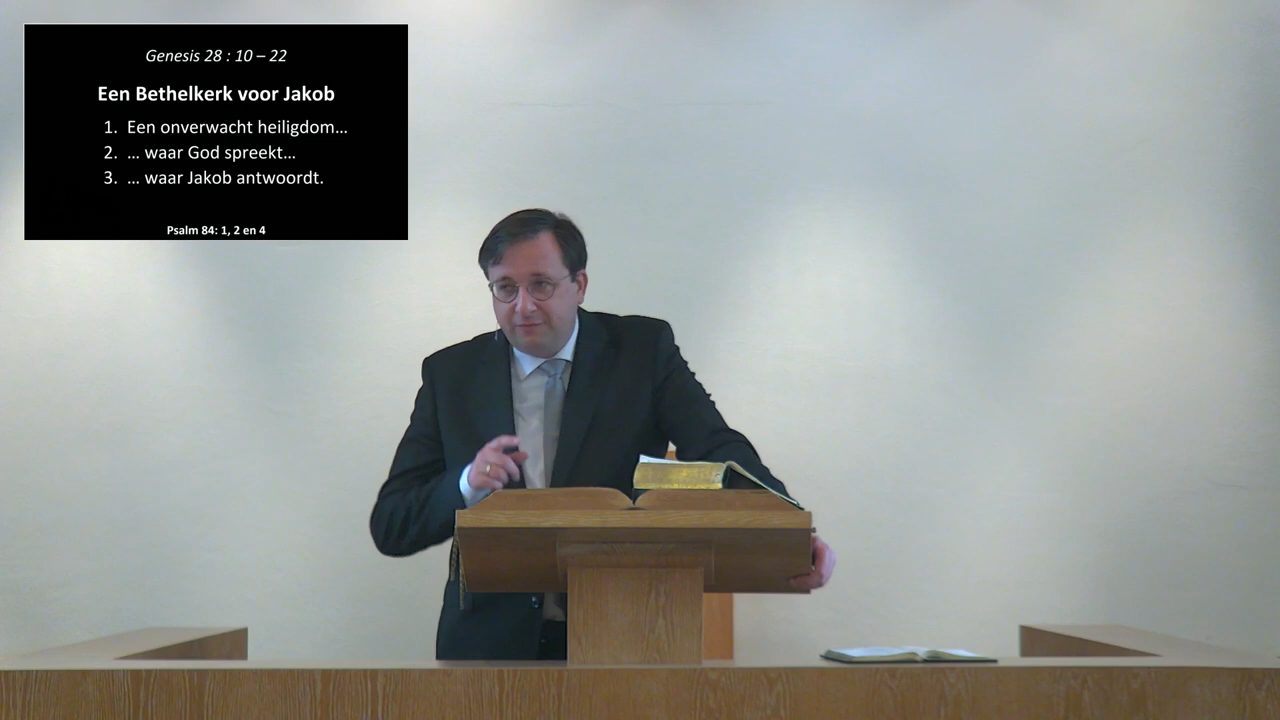 Genesis 28 : 10 – 22
Een Bethelkerk voor Jakob
1. Een onverwacht heiligdom…
2. … waar God spreekt…
3. … waar Jakob antwoordt.
Psalm 84: 1, 2 en 4